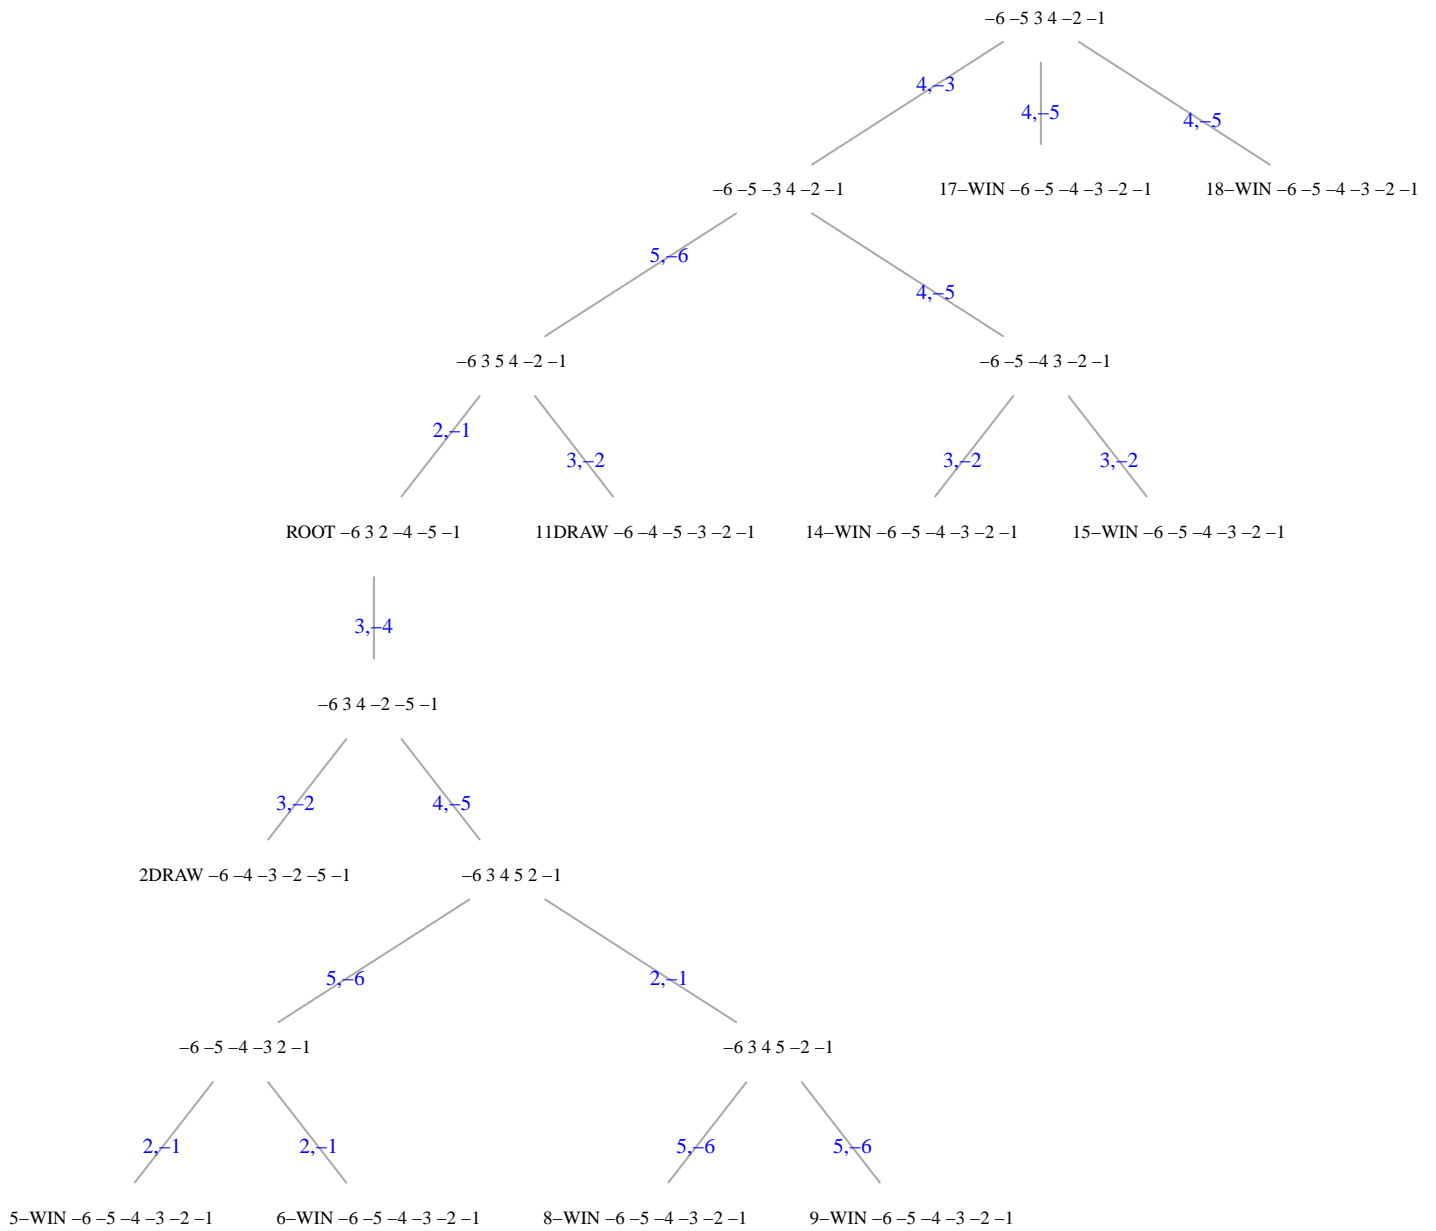 –6 –5 3 4 –2 –1
4,–3
4,–5
4,–5
–6 –5 –3 4 –2 –1
17–WIN –6 –5 –4 –3 –2 –1
18–WIN –6 –5 –4 –3 –2 –1
5,–6
4,–5
–6 3 5 4 –2 –1
–6 –5 –4 3 –2 –1
2,–1
3,–2
3,–2
3,–2
ROOT –6 3 2 –4 –5 –1
11DRAW –6 –4 –5 –3 –2 –1
14–WIN –6 –5 –4 –3 –2 –1
15–WIN –6 –5 –4 –3 –2 –1
3,–4
–6 3 4 –2 –5 –1
3,–2
4,–5
2DRAW –6 –4 –3 –2 –5 –1
–6 3 4 5 2 –1
5,–6
2,–1
–6 –5 –4 –3 2 –1
–6 3 4 5 –2 –1
2,–1
2,–1
5,–6
5,–6
5–WIN –6 –5 –4 –3 –2 –1
6–WIN –6 –5 –4 –3 –2 –1
8–WIN –6 –5 –4 –3 –2 –1
9–WIN –6 –5 –4 –3 –2 –1